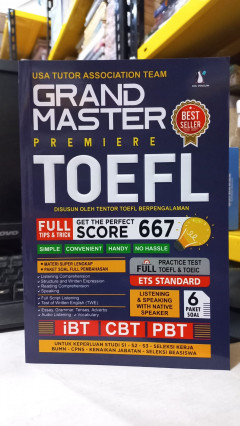 USA TUTOR ASSOCIATION TEAM
GRAND
MASTER
BEST
SELLER
PREMIERE
TOEFL
DISUSUN OLEH TENTOR TOEFL BERPENGALAMAN
FULL
TIPS & TRICK
GET THE PERFECT
SCORE 667
SIMPLE CONVENIENT HANDY NO HASSLE
• MATERI SUPER LENGKAP
• PAKET SOAL FULL PEMBAHASAN
• Listening Comprehension
• Structure and Written Expression
• Reading Comprehension
• Speaking
• Full Script Listening
• Test of Written English (TWE)
• Essay, Grammar, Tenses, Adverbs
• Audio Listening, + Vocabulary
PRACTICE TEST
FULL TOEFL & TOEIC
ETS STANDARD
LISTENING
& SPEAKING
WITH NATIVE
SPEAKER
6
PAKET
SOAL
iBT CBT PBT
UNTUK KEPERLUAN STUDI S1 - S2 - S3 - SELEKSI KERJA
BUMN - CPNS - KENAIKAN JABATAN - SELEKSI BEASISWA